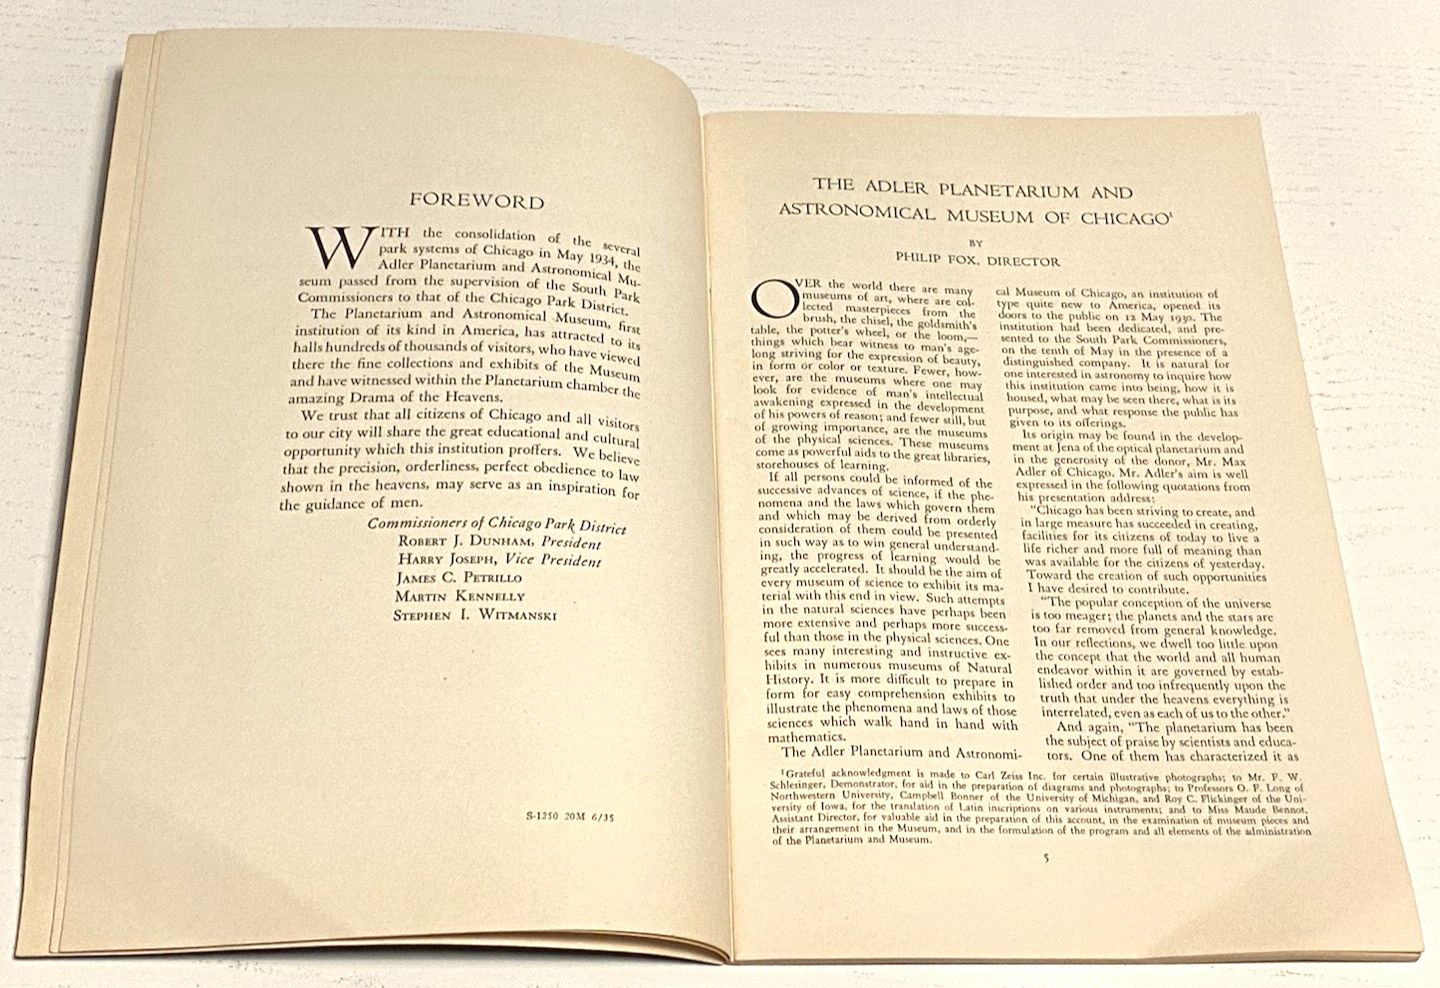 FOREWORD
WITH the consolidation of the several
park systems of Chicago in May 1934, the
Adler Planetarium and Astronomical Mu-
seum passed from the supervision of the South Park
Commissioners to that of the Chicago Park District.
The Planetarium and Astronomical Museum, first
institution of its kind in America, has attracted to its
halls hundreds of thousands of visitors, who have viewed
there the fine collections and exhibits of the Museum
and have witnessed within the Planetarium chamber the
amazing Drama of the Heavens.
We trust that all citizens of Chicago and all visitors
to our city will share the great educational and cultural
opportunity which this institution proffers. We believe
that the precision, orderliness, perfect obedience to law
shown in the heavens, may serve as an inspiration for
the guidance of men.
Commissioners of Chicago Park District
ROBERT J. DUNHAM, President
HARRY JOSEPH, Vice President
JAMES C. PETRILLO
MARTIN KENNELLY
STEPHEN I. WITMANSKI
S-1250 20M 6/35
THE ADLER PLANETARIUM AND
ASTRONOMICAL MUSEUM OF CHICAGO¹
BY
PHILIP FOX, DIRECTOR
OVER the world there are many
museums of art, where are col-
lected masterpieces from the
brush, the chisel, the goldsmith's
table, the potter's wheel, or the loom,—
things which bear witness to man's age-
long striving for the expression of beauty,
in form or color or texture. Fewer, how-
ever, are the museums where one may
look for evidence of man's intellectual
awakening expressed in the development
of his powers of reason; and fewer still, but
of growing importance, are the museums
of the physical sciences. These museums
come as powerful aids to the great libraries,
storehouses of learning.
If all persons could be informed of the
successive advances of science, if the phe-
nomena and the laws which govern them
and which may be derived from orderly
consideration of them could be presented
in such way as to win general understand-
ing, the progress of learning would be
greatly accelerated. It should be the aim of
every museum of science to exhibit its ma-
terial with this end in view. Such attempts
in the natural sciences have perhaps been
more extensive and perhaps more success-
ful than those in the physical sciences. One
sees many interesting and instructive ex-
hibits in numerous museums of Natural
History. It is more difficult to prepare in
form for easy comprehension exhibits to
illustrate the phenomena and laws of those
sciences which walk hand in hand with
mathematics.
The Adler Planetarium and Astronomi-
cal Museum of Chicago, an institution of
type quite new to America, opened its
doors to the public on 12 May 1930. The
institution had been dedicated, and pre-
sented to the South Park Commissioners,
on the tenth of May in the presence of a
distinguished company. It is natural for
one interested in astronomy to inquire how
this institution came into being, how it is
housed, what may be seen there, what is its
purpose, and what response the public has
given to its offerings.
Its origin may be found in the develop-
ment at Jena of the optical planetarium and
in the generosity of the donor, Mr. Max
Adler of Chicago. Mr. Adler's aim is well
expressed in the following quotations from
his presentation address:
"Chicago has been striving to create, and
in large measure has succeeded in creating,
facilities for its citizens of today to live a
life richer and more full of meaning than
was available for the citizens of yesterday.
Toward the creation of such opportunities
I have desired to contribute.
"The popular conception of the universe
is too meager; the planets and the stars are
too far removed from general knowledge.
In our reflections, we dwell too little upon
the concept that the world and all human
endeavor within it are governed by estab-
lished order and too infrequently upon the
truth that under the heavens everything is
interrelated, even as each of us to the other."
And again, "The planetarium has been
the subject of praise by scientists and educa-
tors. One of them has characterized it as
¹Grateful acknowledgment is made to Carl Zeiss Inc. for certain illustrative photographs; to Mr. F. W.
Schlesinger, Demonstrator, for aid in the preparation of diagrams and photographs; to Professors O. F. Long of
Northwestern University, Campbell Bonner of the University of Michigan, and Roy C. Flickinger of the Uni-
versity of Iowa, for the translation of Latin inscriptions on various instruments; and to Miss Maude Bennot,
Assistant Director, for valuable aid in the preparation of this account, in the examination of museum pieces and
their arrangement in the Museum, and in the formulation of the program and all elements of the administration
of the Planetarium and Museum.
5